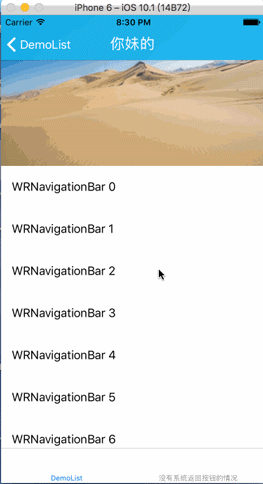 iPhone 6 – iOS 10.1 (14B72)
Carrier 8:30 PM
DemoList 你妹的
WRNavigationBar 0
WRNavigationBar 1
WRNavigationBar 2
WRNavigationBar 3
WRNavigationBar 4
WRNavigationBar 5
WRNavigationBar 6
DemoList 没有系统返回按钮的情况